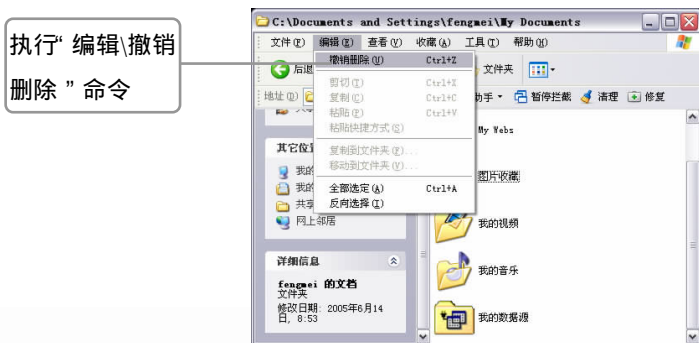 执行“编辑\撤销
删除”命令
C:\Documents and Settings\fengmei\My Documents
文件(F) 编辑(E) 查看(V) 收藏(A) 工具(T) 帮助(H)
撤销删除(U) Ctrl+Z
剪切(T) Ctrl+X
复制(C) Ctrl+C
粘贴(P) Ctrl+V
粘贴快捷方式(S)
复制到文件夹(F)...
移动到文件夹(V)...
全部选定(A) Ctrl+A
反向选择(I)
后退
文件夹
地址(D)
助手 暂停拦截 清理 修复
其它位
我的
我的
共享
网上邻居
详细信息
fengmei 的文档
文件夹
修改日期: 2005年6月14
日, 8:53
My Webs
图片收藏
我的视频
我的音乐
我的数据源